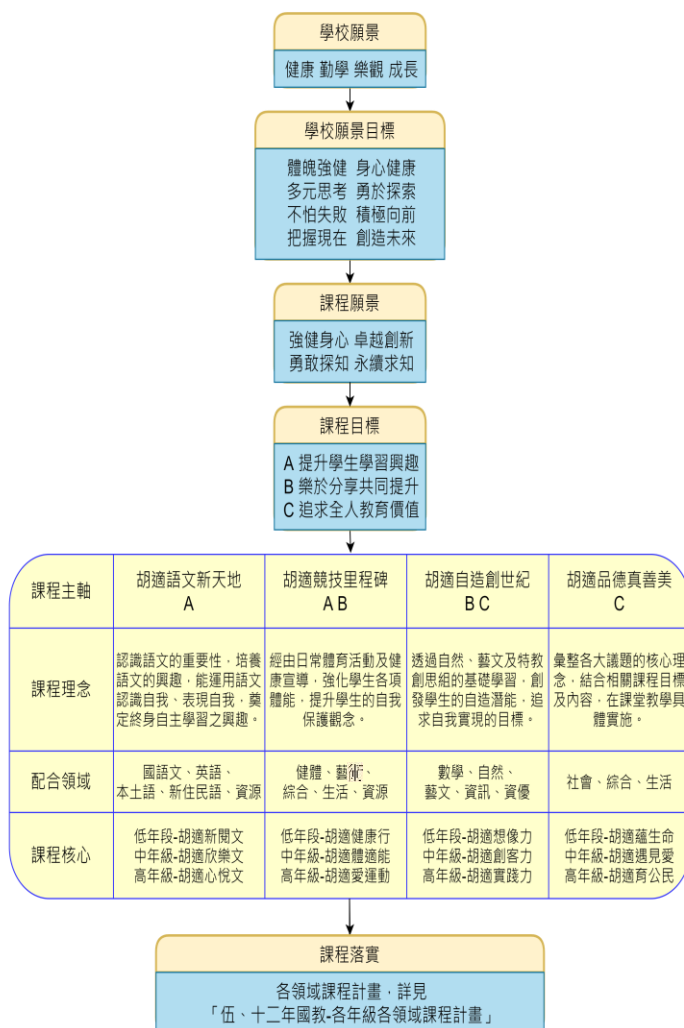 學校願景
健康 勤學 樂觀 成長
學校願景目標
體魄強健 身心健康
多元思考 勇於探索
不怕失敗 積極向前
把握現在 創造未來
課程願景
強健身心 卓越創新
勇敢探知 永續求知
課程目標
A 提升學生學習興趣
B 樂於分享共同提升
C 追求全人教育價值
課程主軸
胡適語文新天地
A
胡適競技里程碑
A B
胡適自造創世紀
B C
胡適品德真善美
C
課程理念
認識語文的重要性，培養
語文的興趣，能運用語文
認識自我、表現自我，奠
定終身自主學習之興趣。
經由日常體育活動及健
康宣導，強化學生各項
體能，提升學生的自我
保護觀念。
透過自然、藝文及特教
創思組的基礎學習，創
發學生的自造潛能，追
求自我實現的目標。
彙整各大議題的核心理
念，結合相關課程目標
及內容，在課堂教學具
體實施。
配合領域
國語文、英語、
本土語、新住民語、資源
健體、藝術、
綜合、生活、資源
數學、自然、
藝文、資訊、資優
社會、綜合、生活
課程核心
低年段-胡適新閱文
中年級-胡適欣樂文
高年級-胡適心悅文
低年段-胡適健康行
中年級-胡適體適能
高年級-胡適愛運動
低年段-胡適想像力
中年級-胡適創客力
高年級-胡適實踐力
低年段-胡適蘊生命
中年級-胡適遇見愛
高年級-胡適育公民
課程落實
各領域課程計畫，詳見
「伍、十二年國教-各年級各領域課程計畫」